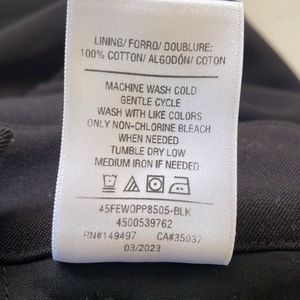 LINING/ FORRO/ DOUBLURE:
100% COTTON/ ALGODÓN/ COTON
MACHINE WASH COLD
GENTLE CYCLE
WASH WITH LIKE COLORS
ONLY NON-CHLORINE BLEACH
WHEN NEEDED
TUMBLE DRY LOW
MEDIUM IRON IF NEEDED
45FEWOPP8505-BLK
4500539762
RN#149497 CA#35037
03/2023